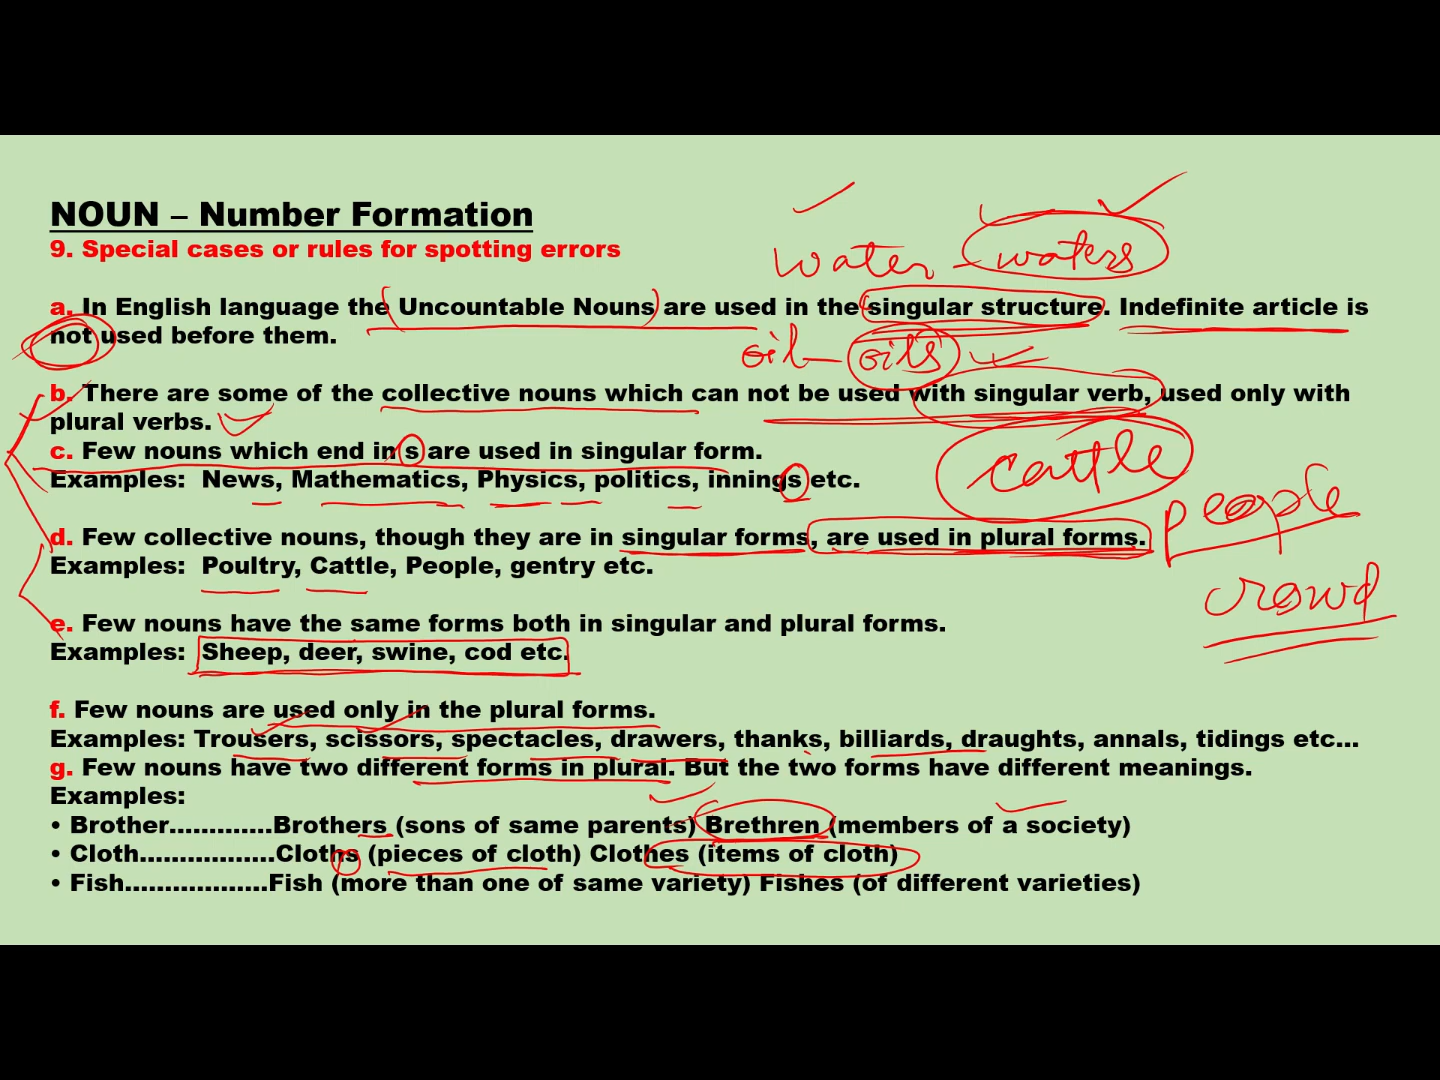 NOUN – Number Formation
9. Special cases or rules for spotting errors
water - waters
a. In English language the Uncountable Nouns are used in the singular structure. Indefinite article is
not used before them.
oil - oils
b. There are some of the collective nouns which can not be used with singular verb, used only with
plural verbs.
c. Few nouns which end in s are used in singular form.
cattle
Examples: News, Mathematics, Physics, politics, innings etc.
people
d. Few collective nouns, though they are in singular forms, are used in plural forms.
Examples: Poultry, Cattle, People, gentry etc.
crowd
e. Few nouns have the same forms both in singular and plural forms.
Examples: Sheep, deer, swine, cod etc.
f. Few nouns are used only in the plural forms.
Examples: Trousers, scissors, spectacles, drawers, thanks, billiards, draughts, annals, tidings etc...
g. Few nouns have two different forms in plural. But the two forms have different meanings.
Examples:
• Brother.............Brothers (sons of same parents) Brethren (members of a society)
• Cloth.................Cloths (pieces of cloth) Clothes (items of cloth)
• Fish...................Fish (more than one of same variety) Fishes (of different varieties)